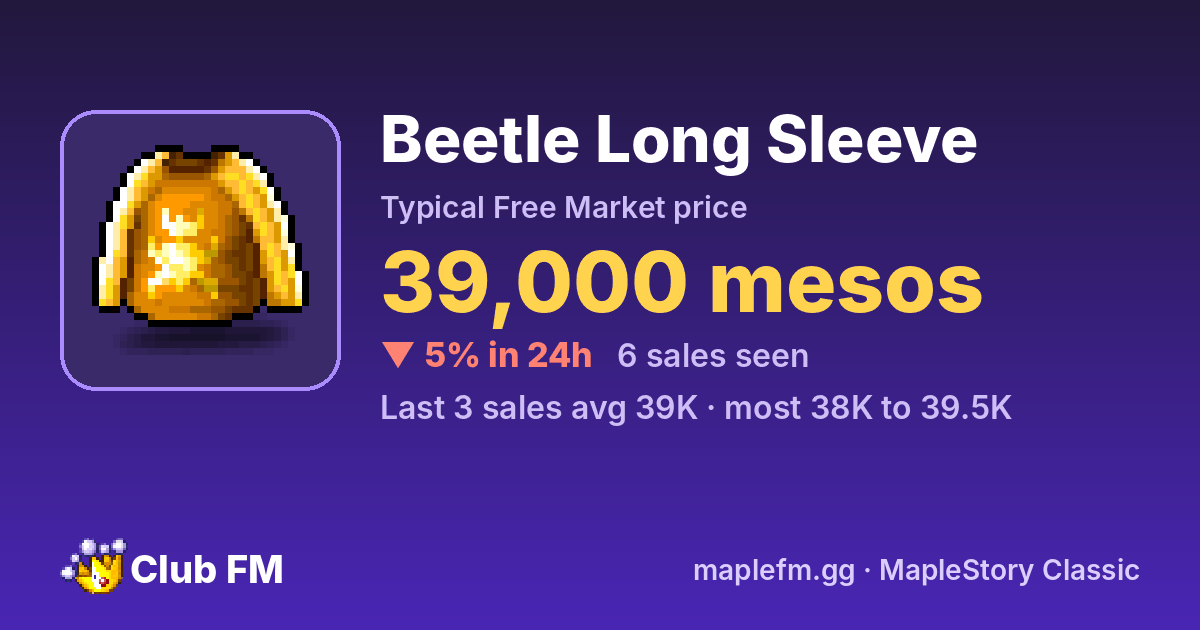 Beetle Long Sleeve
Typical Free Market price
39,000 mesos
▼ 5% in 24h 6 sales seen
Last 3 sales avg 39K · most 38K to 39.5K
Club FM
maplefm.gg · MapleStory Classic